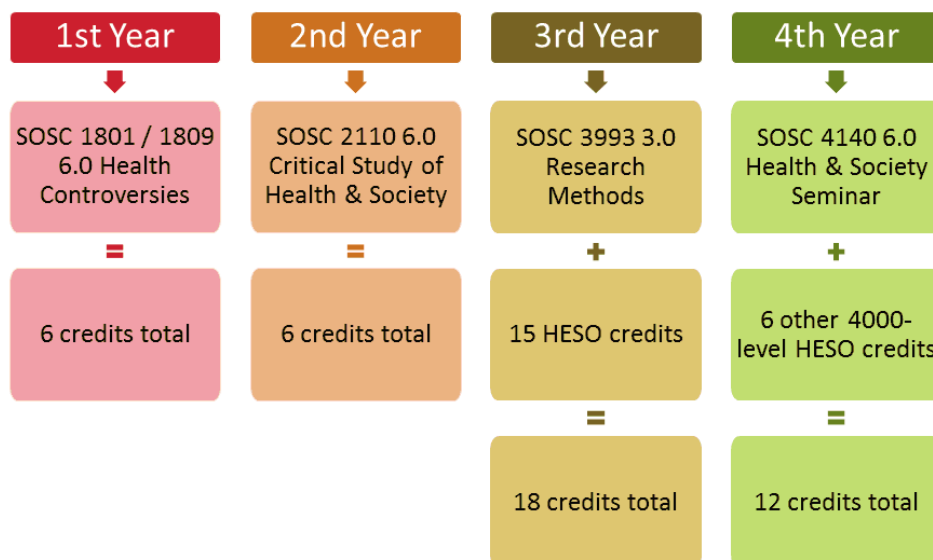 1st Year
SOSC 1801 / 1809
6.0 Health
Controversies
=
6 credits total
2nd Year
SOSC 2110 6.0
Critical Study of
Health & Society
=
6 credits total
3rd Year
SOSC 3993 3.0
Research
Methods
+
15 HESO credits
=
18 credits total
4th Year
SOSC 4140 6.0
Health & Society
Seminar
+
6 other 4000-
level HESO credits
=
12 credits total